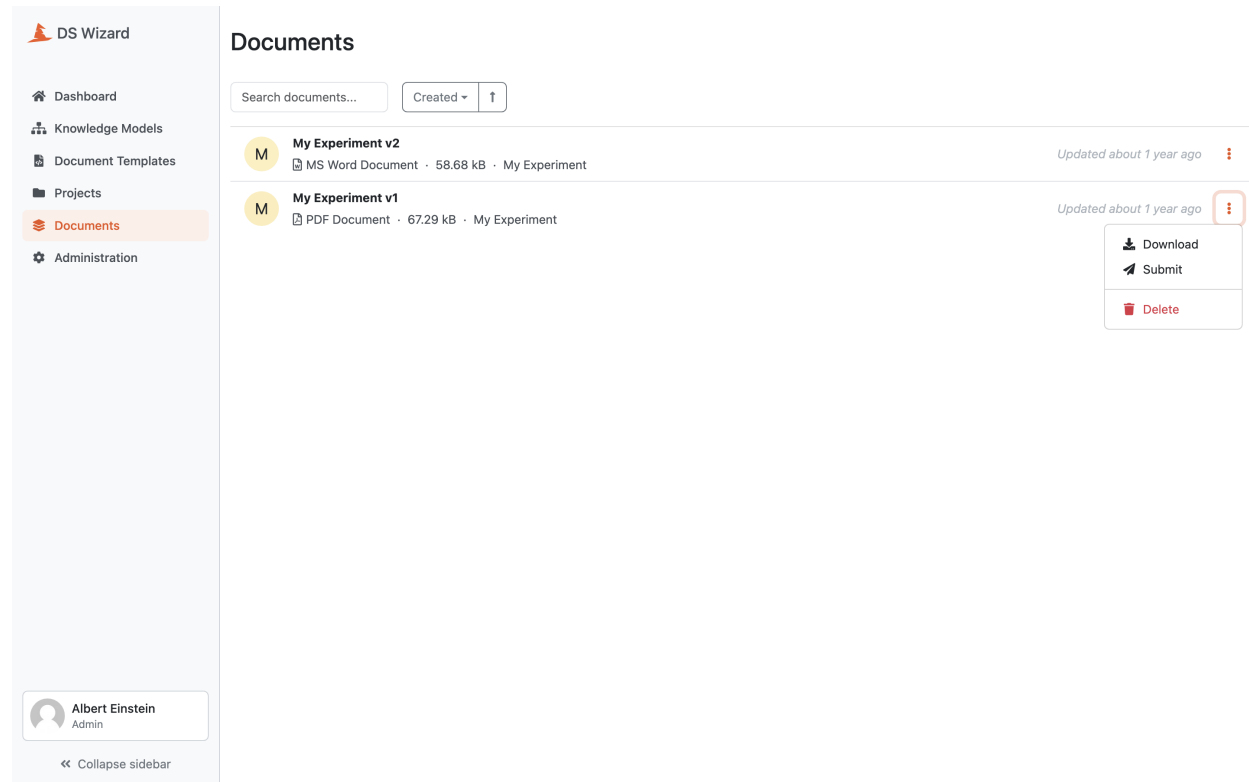 DS Wizard
Dashboard
Knowledge Models
Document Templates
Projects
Documents
Administration
Albert Einstein
Admin
Collapse sidebar
Documents
Search documents...
Created
M
My Experiment v2
MS Word Document · 58.68 kB · My Experiment
Updated about 1 year ago
M
My Experiment v1
PDF Document · 67.29 kB · My Experiment
Updated about 1 year ago
Download
Submit
Delete